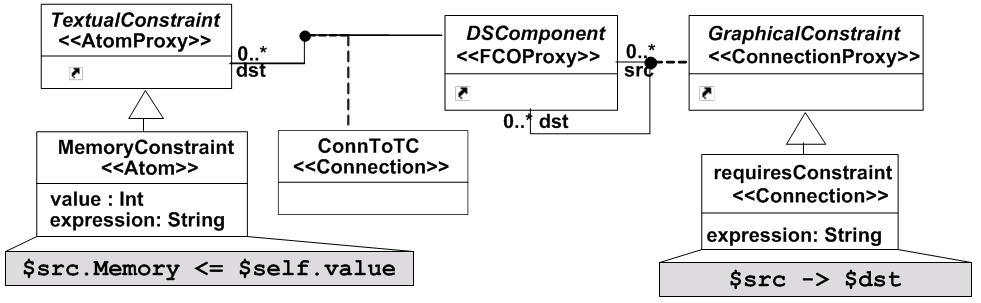 TextualConstraint
<<AtomProxy>>
0..*
dst
DSComponent
<<FCOProxy>>
0..*
src
0..* dst
GraphicalConstraint
<<ConnectionProxy>>
MemoryConstraint
<<Atom>>
value : Int
expression: String
$src.Memory <= $self.value
ConnToTC
<<Connection>>
requiresConstraint
<<Connection>>
expression: String
$src -> $dst